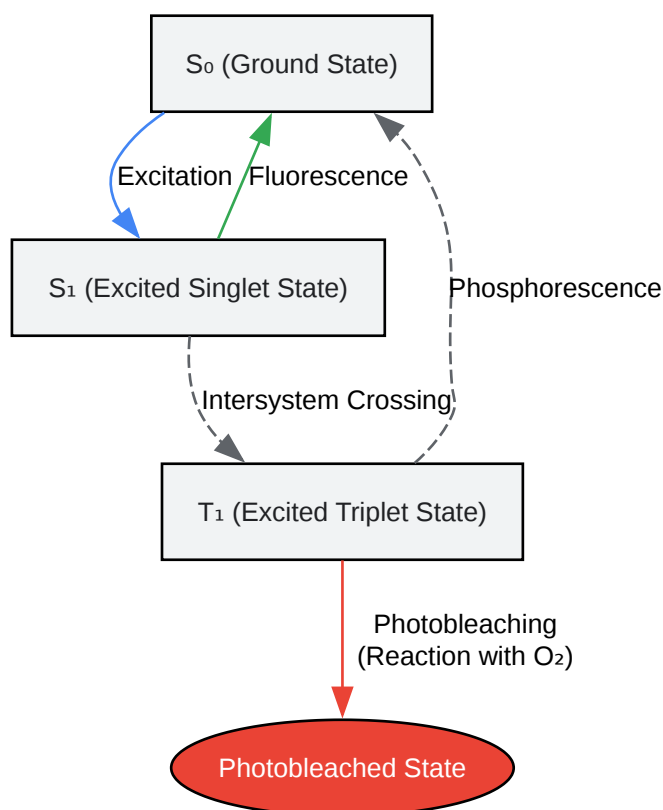 S₀ (Ground State)
Excitation
Fluorescence
S₁ (Excited Singlet State)
Phosphorescence
Intersystem Crossing
T₁ (Excited Triplet State)
Photobleaching
(Reaction with O₂)
Photobleached State